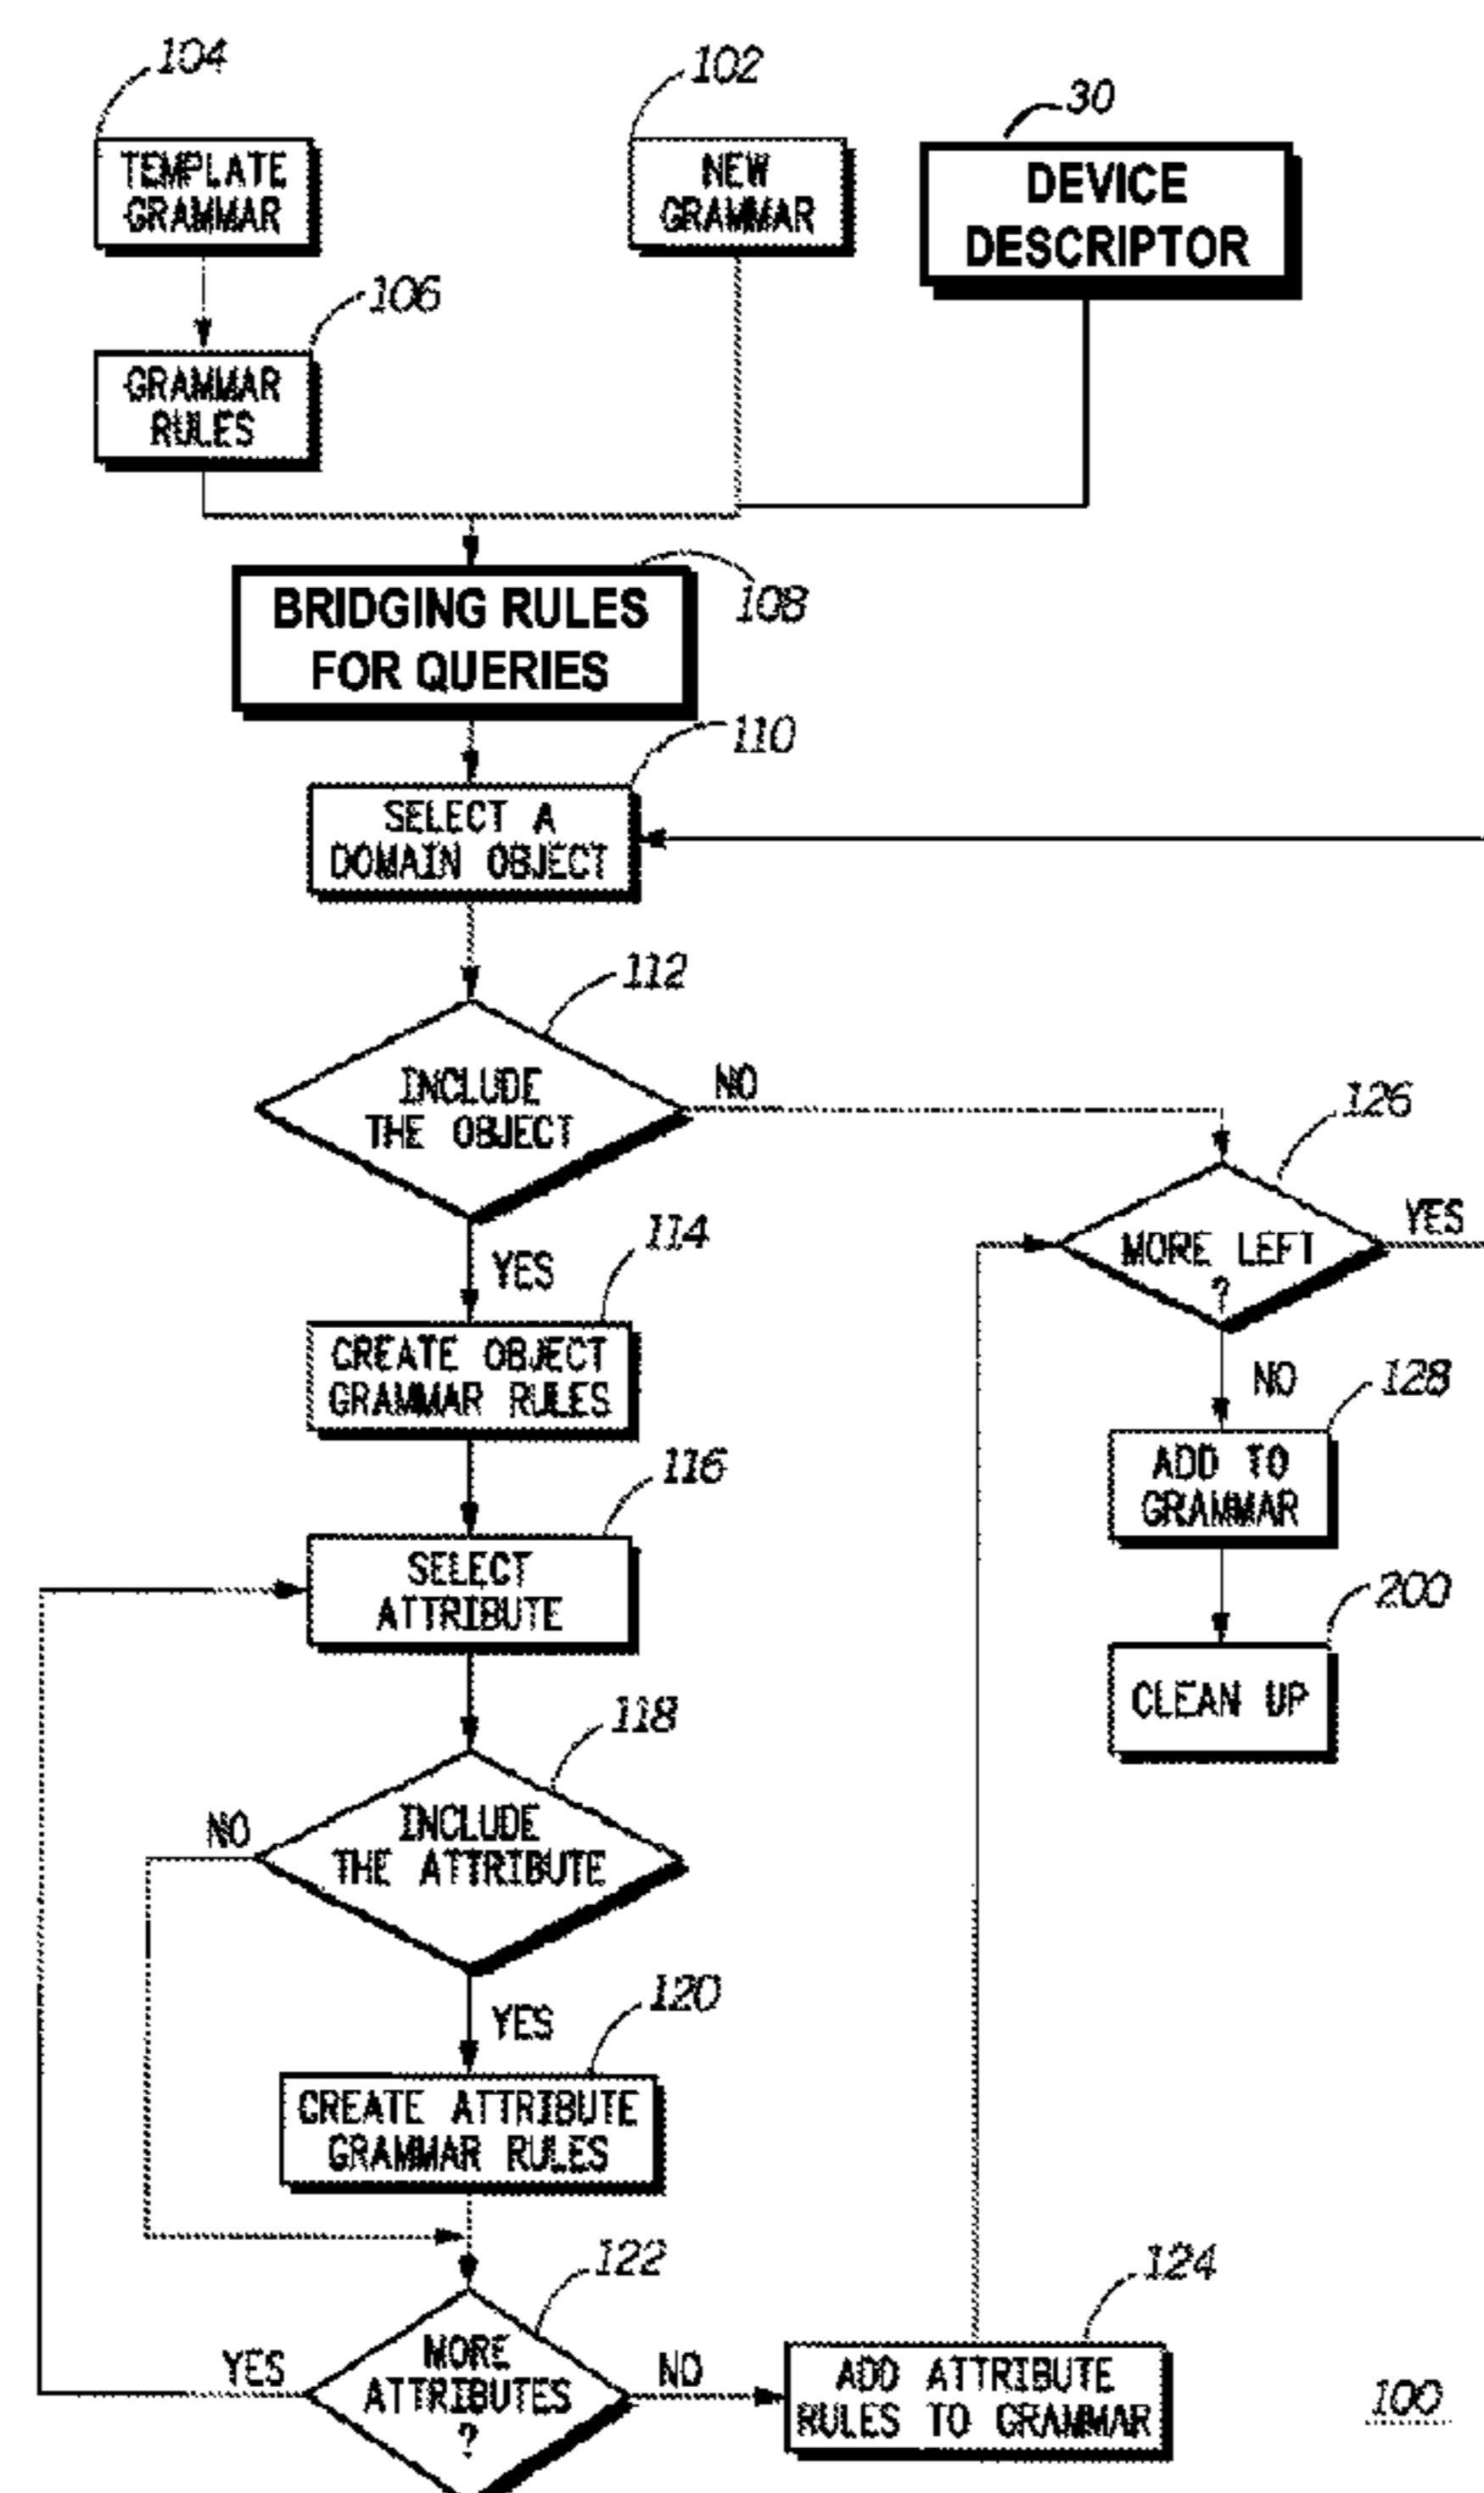 104
102
30
TEMPLATE
GRAMMAR
NEW
GRAMMAR
DEVICE
DESCRIPTOR
106
GRAMMAR
RULES
BRIDGING RULES
FOR QUERIES
108
110
SELECT A
DOMAIN OBJECT
112
INCLUDE
THE OBJECT
NO
126
YES
114
MORE LEFT
?
YES
CREATE OBJECT
GRAMMAR RULES
NO
128
116
ADD TO
GRAMMAR
SELECT
ATTRIBUTE
200
CLEAN UP
118
NO
INCLUDE
THE ATTRIBUTE
YES
120
CREATE ATTRIBUTE
GRAMMAR RULES
122
124
YES
MORE
ATTRIBUTES
?
NO
ADD ATTRIBUTE
RULES TO GRAMMAR
100